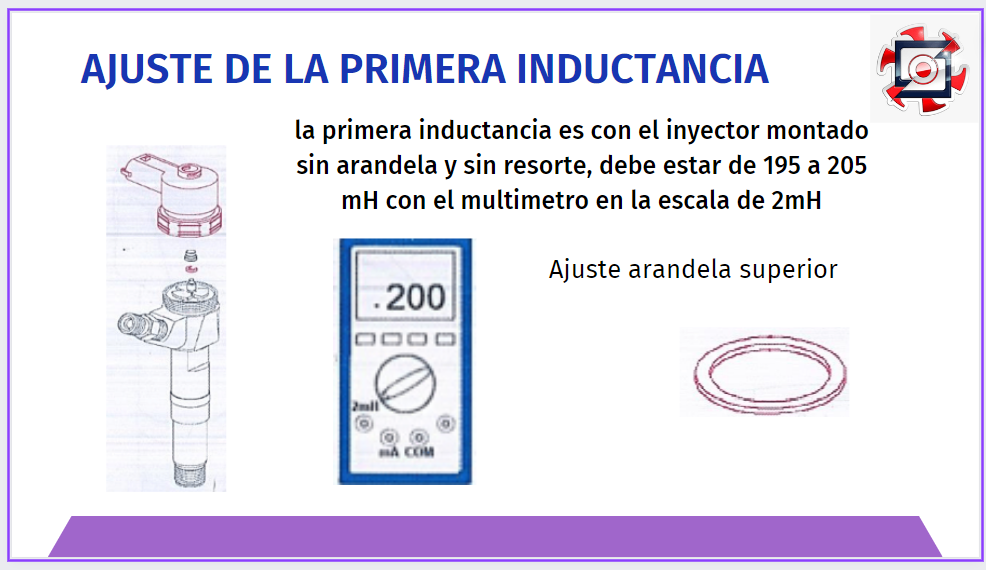 AJUSTE DE LA PRIMERA INDUCTANCIA
la primera inductancia es con el inyector montado
sin arandela y sin resorte, debe estar de 195 a 205
mH con el multimetro en la escala de 2mH
Ajuste arandela superior
.200
2mH
mA COM